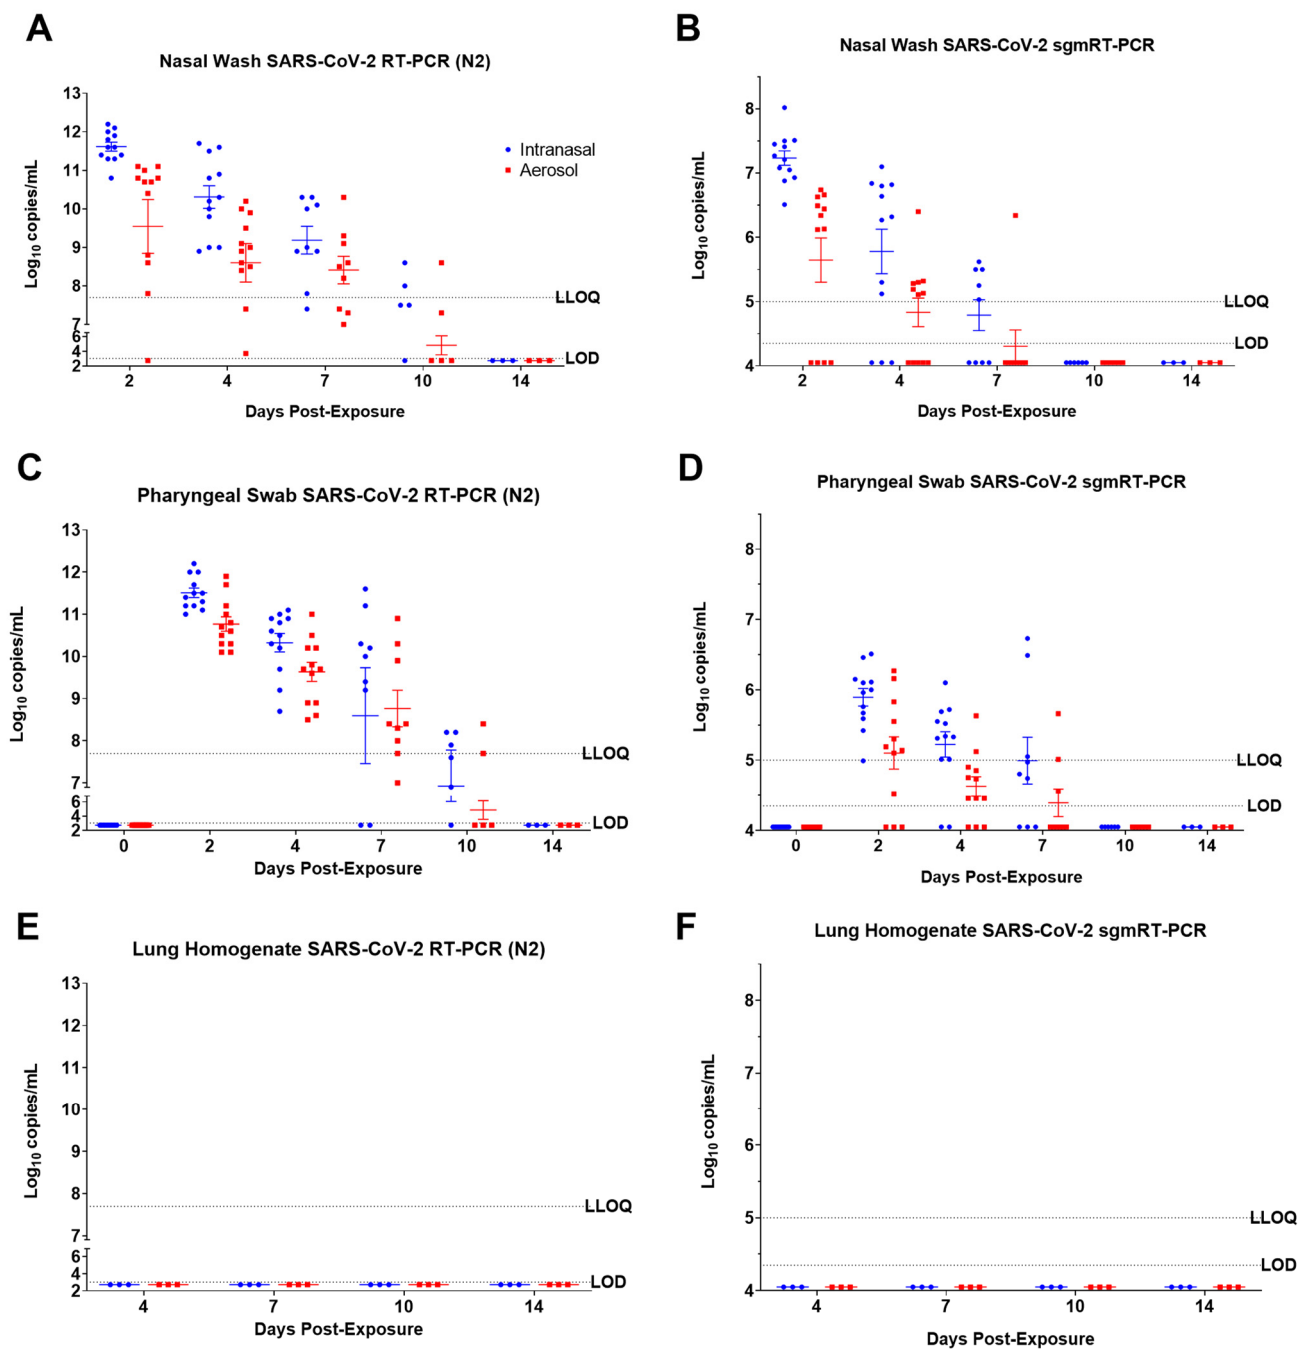 A
Nasal Wash SARS-CoV-2 RT-PCR (N2)
13
12
11
10
9
8
7
6
4
2
Log10 copies/mL
Intranasal
Aerosol
LLOQ
LOD
2 4 7 10 14
Days Post-Exposure
B
Nasal Wash SARS-CoV-2 sgmRT-PCR
8
7
6
5
4
Log10 copies/mL
LLOQ
LOD
2 4 7 10 14
Days Post-Exposure
C
Pharyngeal Swab SARS-CoV-2 RT-PCR (N2)
13
12
11
10
9
8
7
6
4
2
Log10 copies/mL
LLOQ
LOD
0 2 4 7 10 14
Days Post-Exposure
D
Pharyngeal Swab SARS-CoV-2 sgmRT-PCR
8
7
6
5
4
Log10 copies/mL
LLOQ
LOD
0 2 4 7 10 14
Days Post-Exposure
E
Lung Homogenate SARS-CoV-2 RT-PCR (N2)
13
12
11
10
9
8
7
6
4
2
Log10 copies/mL
LLOQ
LOD
4 7 10 14
Days Post-Exposure
F
Lung Homogenate SARS-CoV-2 sgmRT-PCR
8
7
6
5
4
Log10 copies/mL
LLOQ
LOD
4 7 10 14
Days Post-Exposure